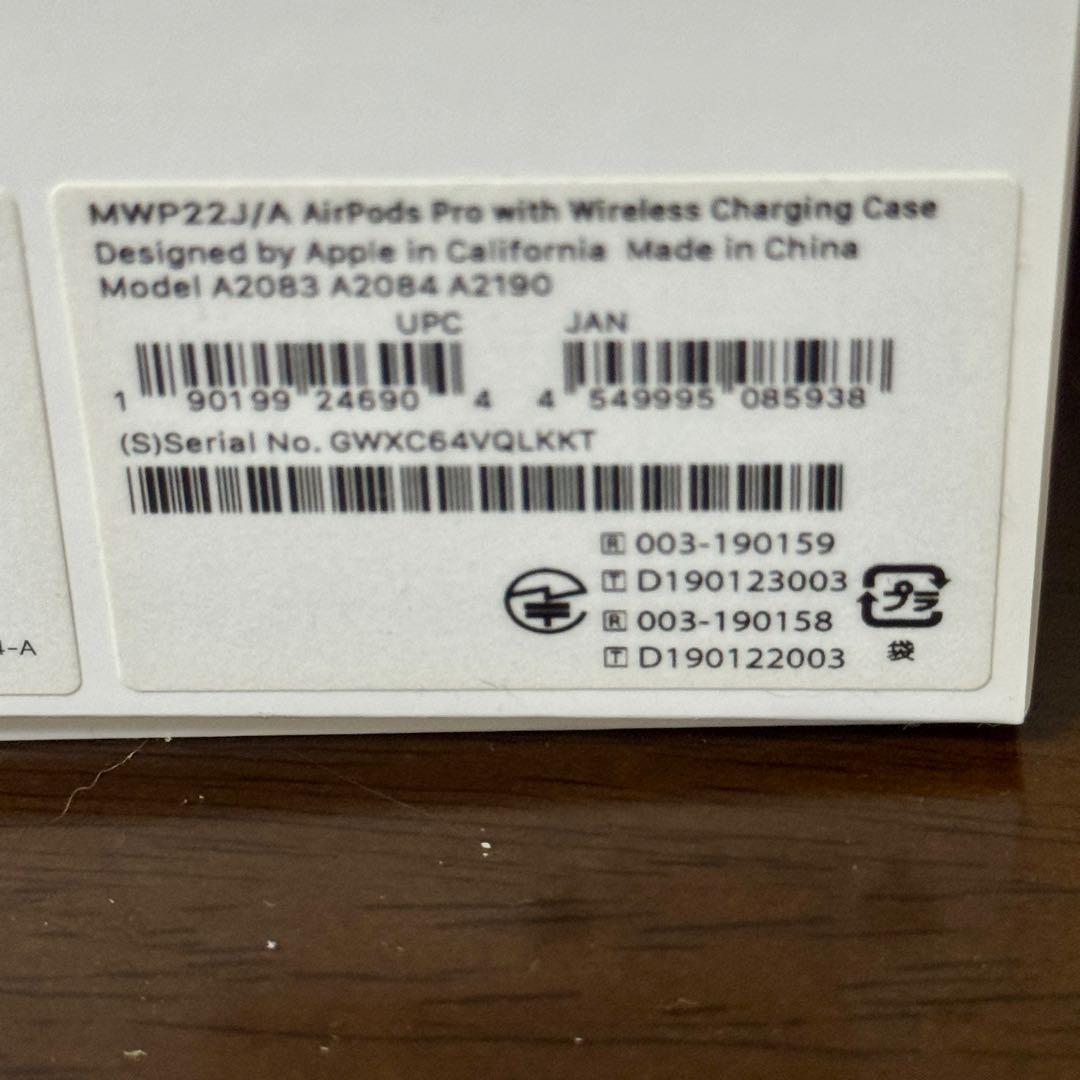 MWP22J/A AirPods Pro with Wireless Charging Case
Designed by Apple in California Made in China
Model A2083 A2084 A2190
UPC JAN
1 90199 24690 4 4 549995 085938
(S)Serial No. GWXC64VQLKKT
R 003-190159
T D190123003
R 003-190158
T D190122003
プラ
袋
-A